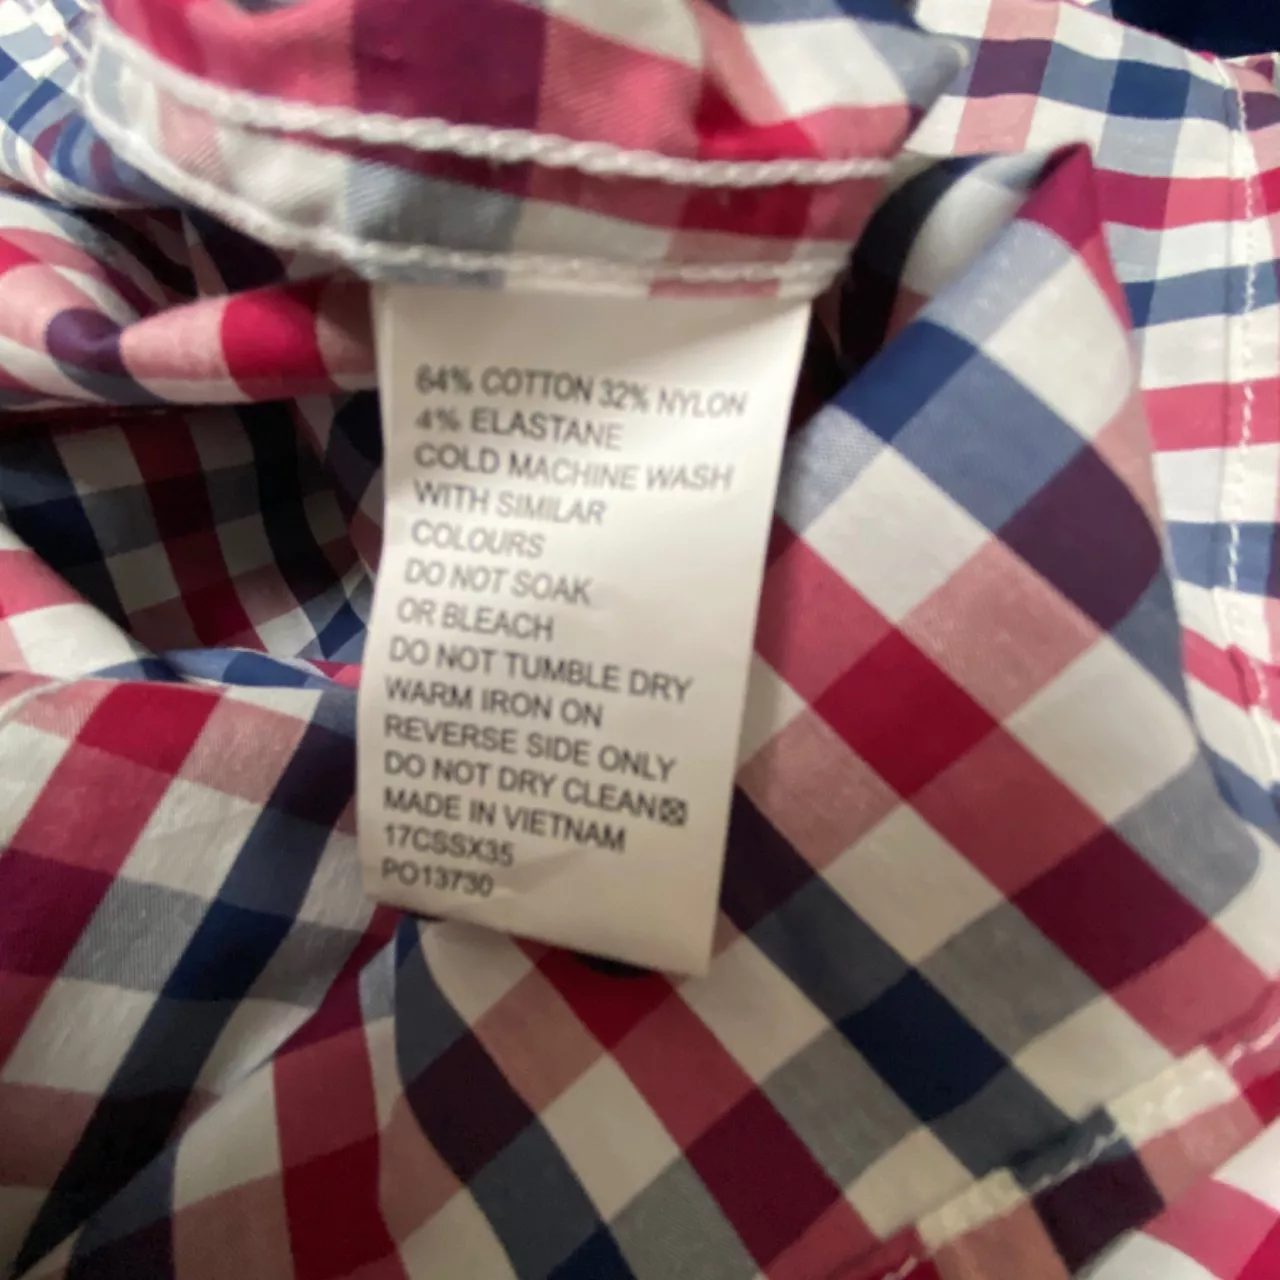 64% COTTON 32% NYLON
4% ELASTANE
COLD MACHINE WASH
WITH SIMILAR
COLOURS
DO NOT SOAK
OR BLEACH
DO NOT TUMBLE DRY
WARM IRON ON
REVERSE SIDE ONLY
DO NOT DRY CLEAN
MADE IN VIETNAM
17CSSX35
PO13730